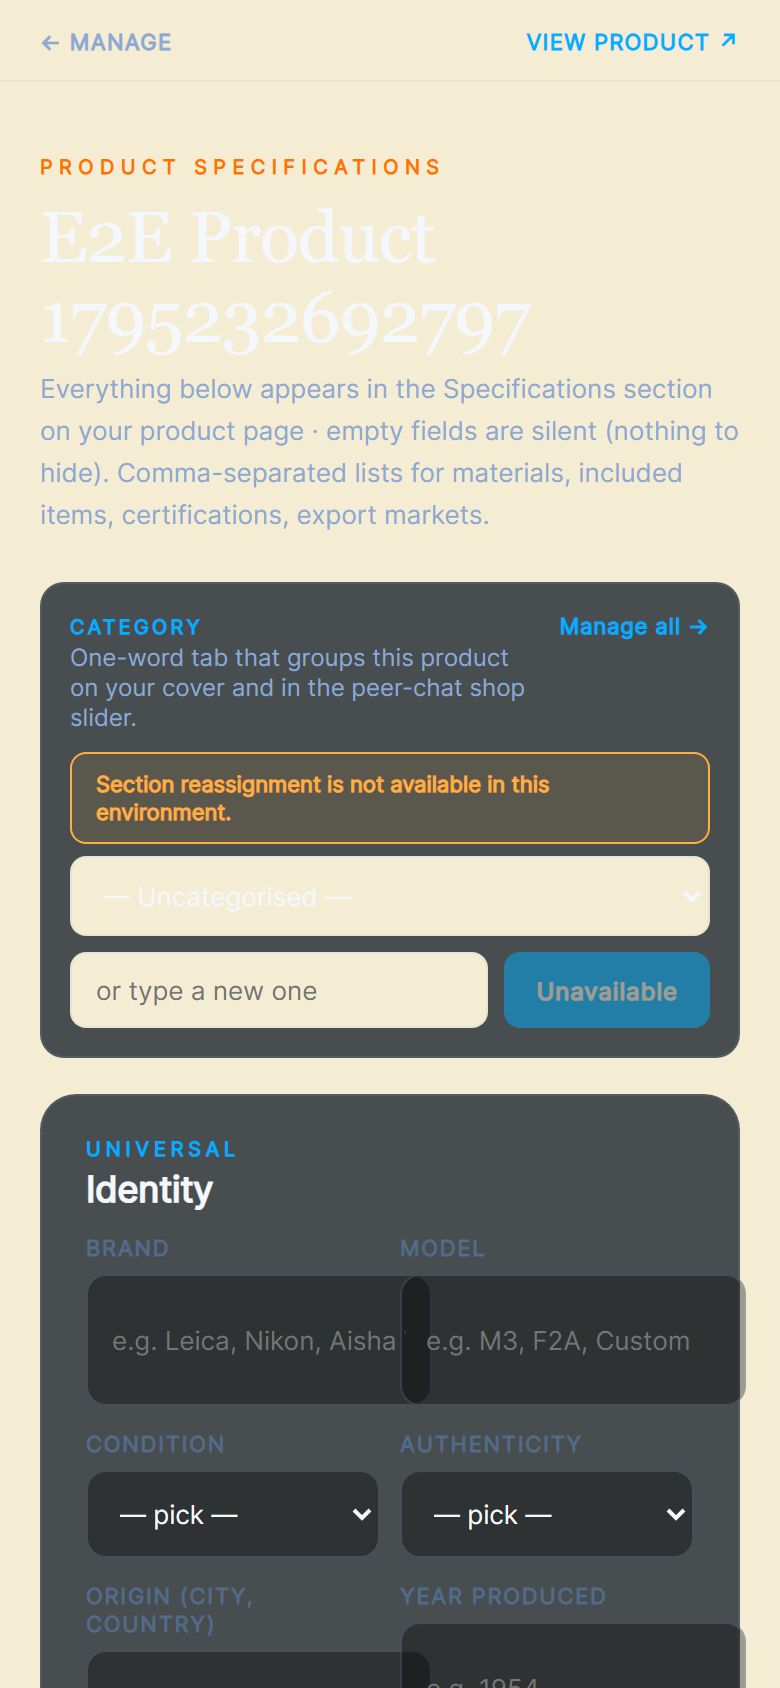 ← MANAGE
VIEW PRODUCT ↗
PRODUCT SPECIFICATIONS
E2E Product
1795232692797
Everything below appears in the Specifications section
on your product page · empty fields are silent (nothing to
hide). Comma-separated lists for materials, included
items, certifications, export markets.
CATEGORY
Manage all →
One-word tab that groups this product
on your cover and in the peer-chat shop
slider.
Section reassignment is not available in this
environment.
— Uncategorised —
or type a new one
Unavailable
UNIVERSAL
Identity
BRAND
MODEL
e.g. Leica, Nikon, Aisha
e.g. M3, F2A, Custom
CONDITION
AUTHENTICITY
— pick —
— pick —
ORIGIN (CITY,
COUNTRY)
YEAR PRODUCED
e.g. 1954